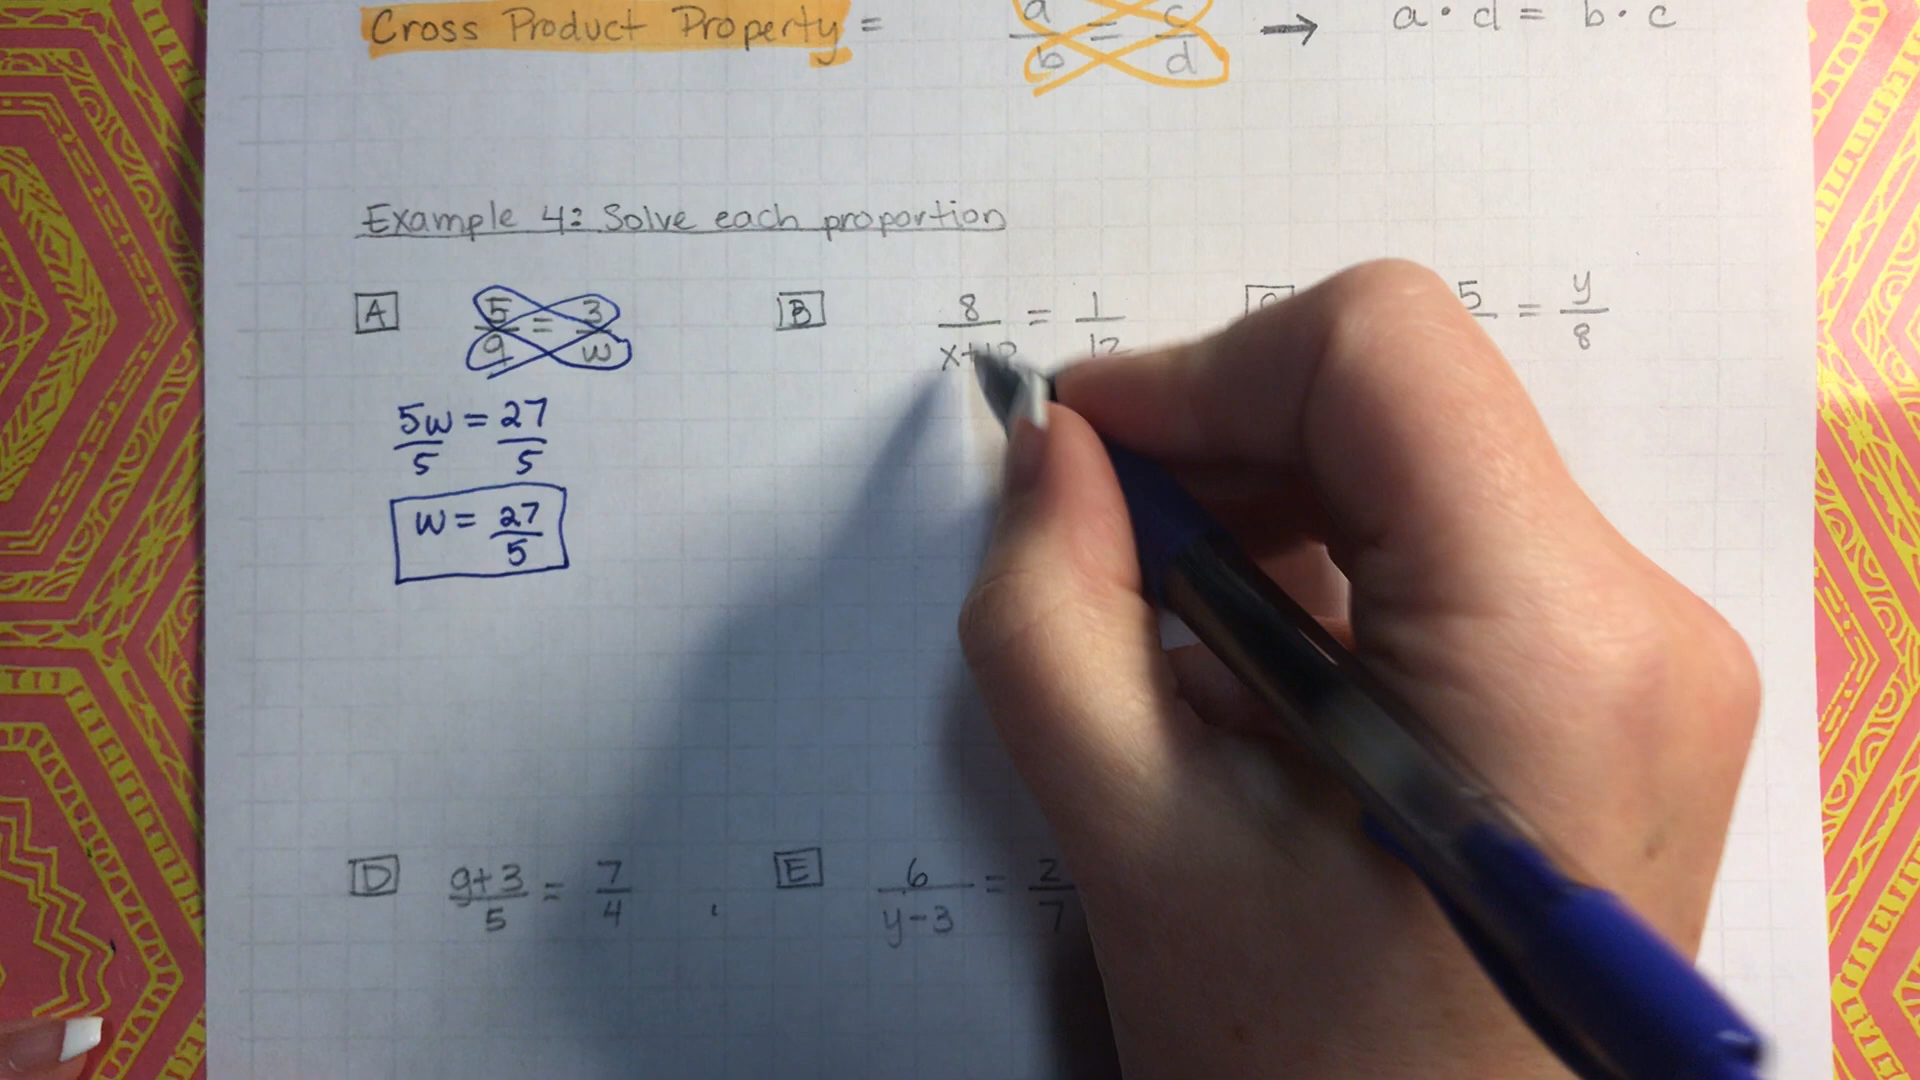 Cross Product Property = a/b = c/d → a · d = b · c
Example 4: Solve each proportion
A 5/9 = 3/w
5w/5 = 27/5
w = 27/5
B 8/x+10 = 1/12
5 = y/8
D g+3/5 = 7/4
E 6/y-3 = 2/7